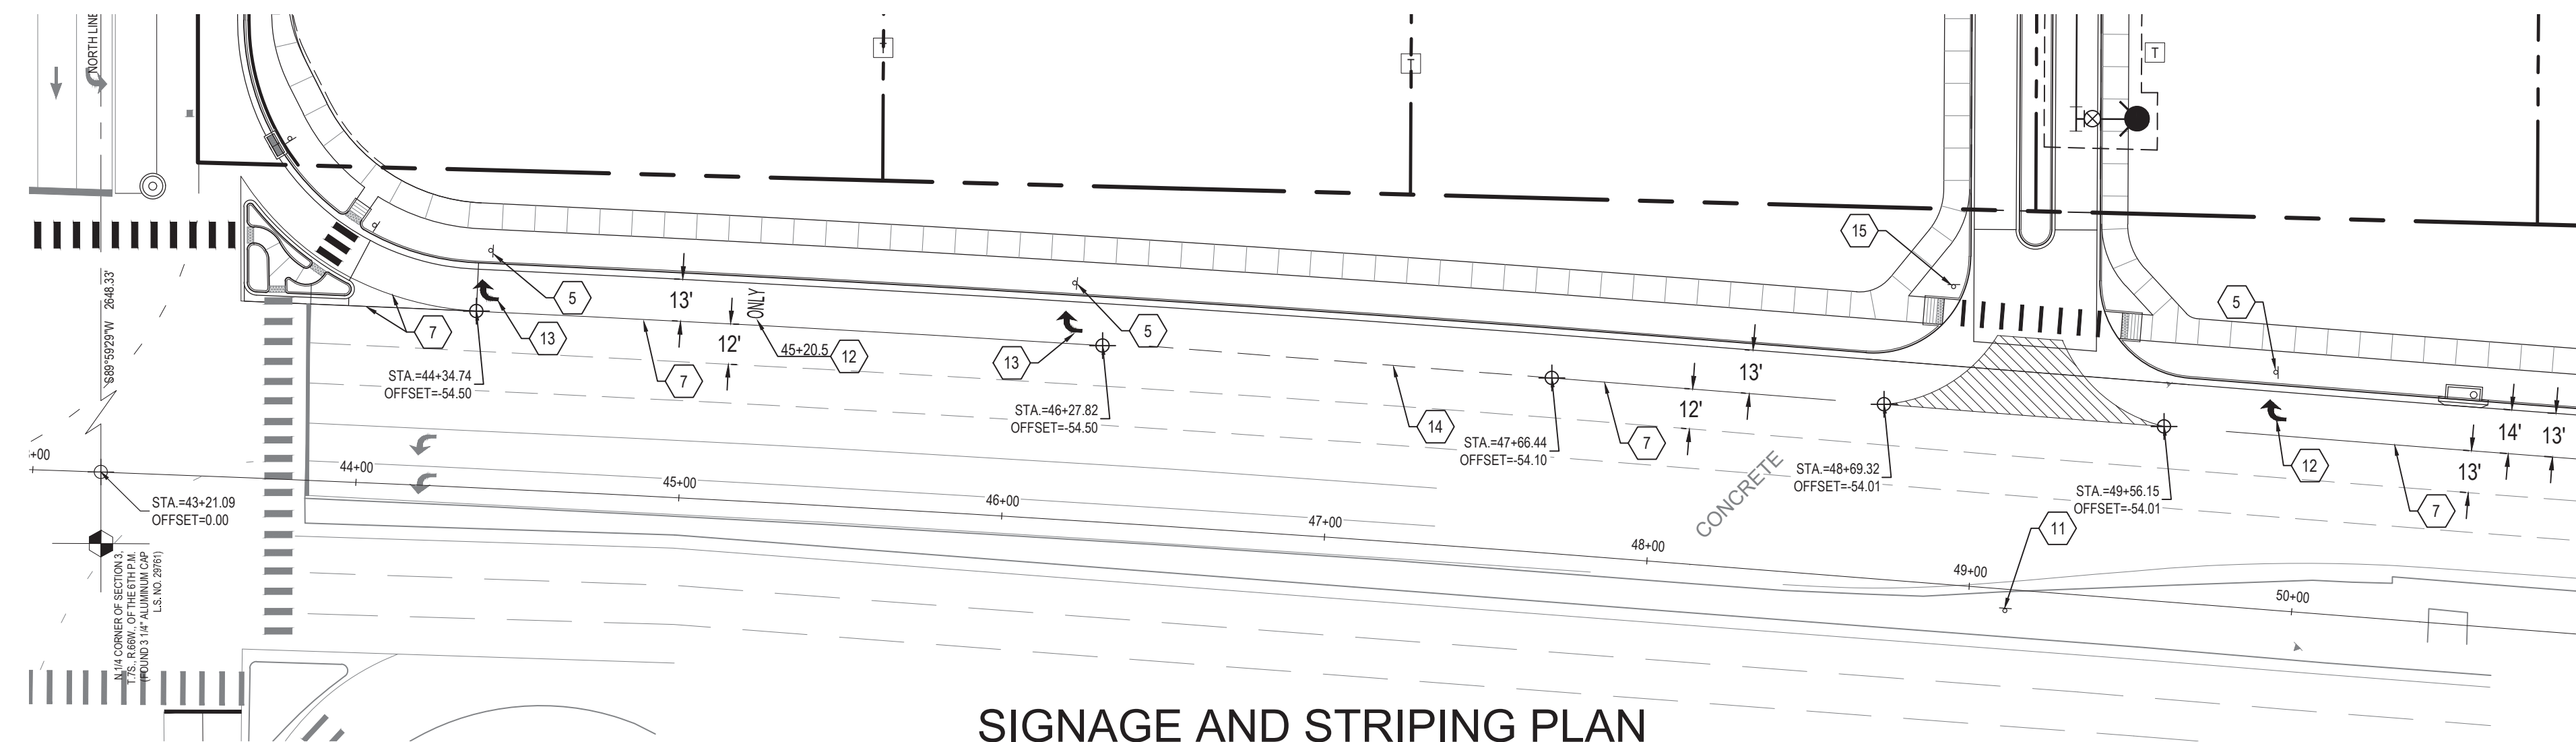 NORTH LINE
S89°59'29"W 2648.33'
T
T
T
15
5
5
5
13'
ONLY
12'
7
13
45+20.5
12
7
13
STA.=44+34.74
OFFSET=-54.50
STA.=46+27.82
OFFSET=-54.50
14
STA.=47+66.44
OFFSET=-54.10
7
12'
13'
CONCRETE
STA.=48+69.32
OFFSET=-54.01
STA.=49+56.15
OFFSET=-54.01
12
14'
13'
13'
7
11
+00
44+00
45+00
46+00
47+00
48+00
49+00
50+00
STA.=43+21.09
OFFSET=0.00
N 1/4 CORNER OF SECTION 3,
T.7S., R.66W., OF THE 6TH P.M.
(FOUND 3 1/4" ALUMINUM CAP
L.S. NO. 29761)
SIGNAGE AND STRIPING PLAN